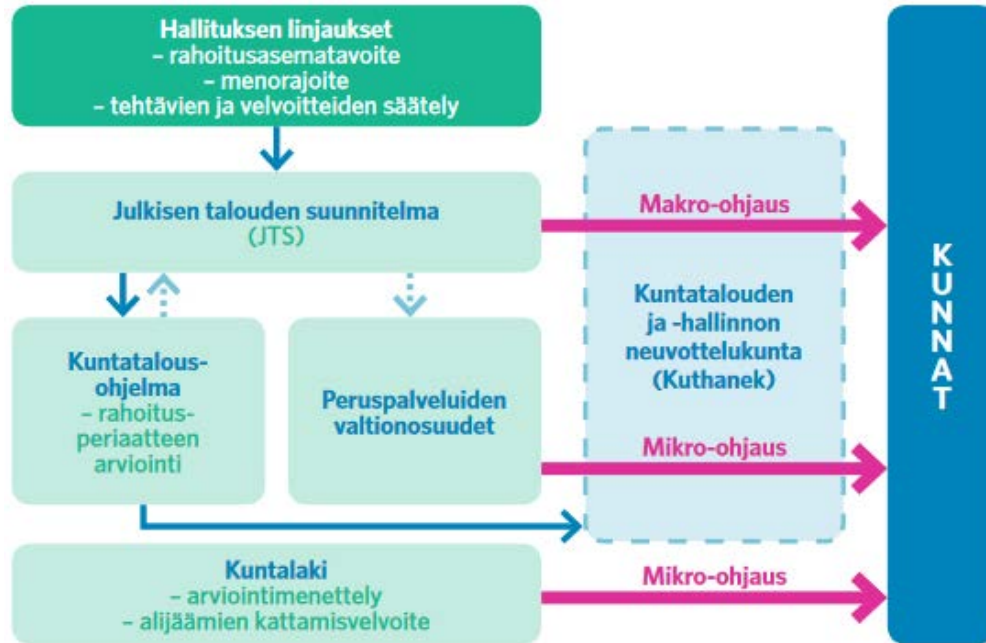 Hallituksen linjaukset
– rahoitusasematavoite
– menorajoite
– tehtävien ja velvoitteiden säätely
Julkisen talouden suunnitelma
(JTS)
Makro-ohjaus
Kuntatalous-
ohjelma
– rahoitus-
periaatteen
arviointi
Peruspalveluiden
valtionosuudet
Kuntatalouden
ja -hallinnon
neuvottelukunta
(Kuthanek)
Mikro-ohjaus
Kuntalaki
– arviointimenettely
– alijäämien kattamisvelvoite
Mikro-ohjaus
KUNNAT